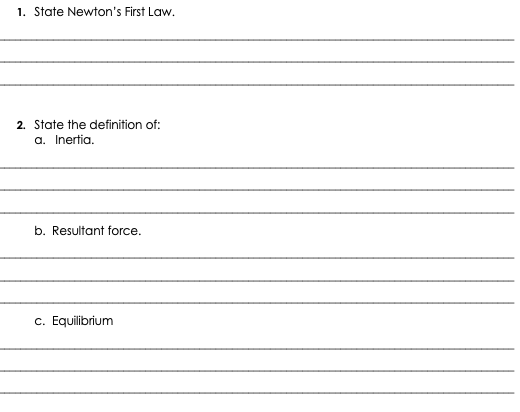 1. State Newton's First Law.
2. State the definition of:
a. Inertia.
b. Resultant force.
c. Equilibrium